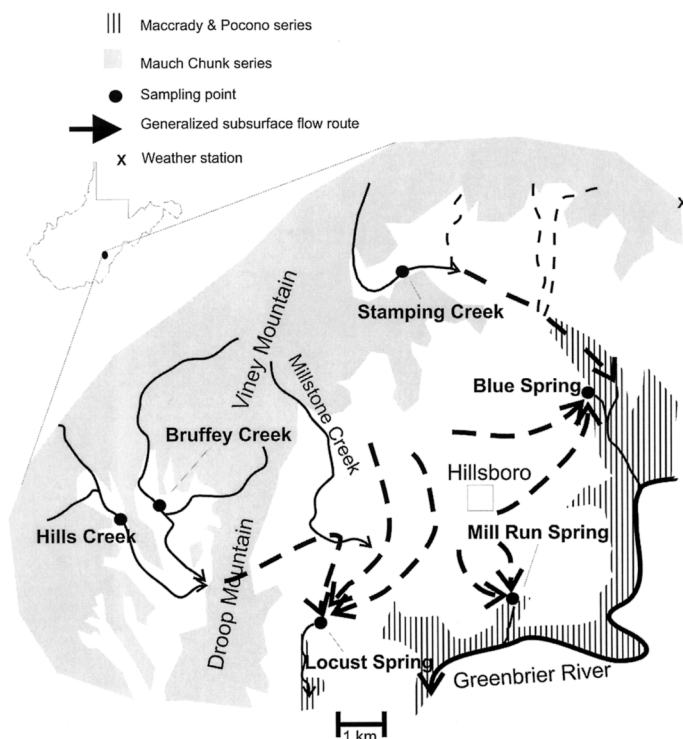 Maccrady & Pocono series
Mauch Chunk series
Sampling point
Generalized subsurface flow route
x Weather station
x
Stamping Creek
Viney Mountain
Millstone Creek
Blue Spring
Bruffey Creek
Hillsboro
Hills Creek
Mill Run Spring
Droop Mountain
Locust Spring
Greenbrier River
1 km